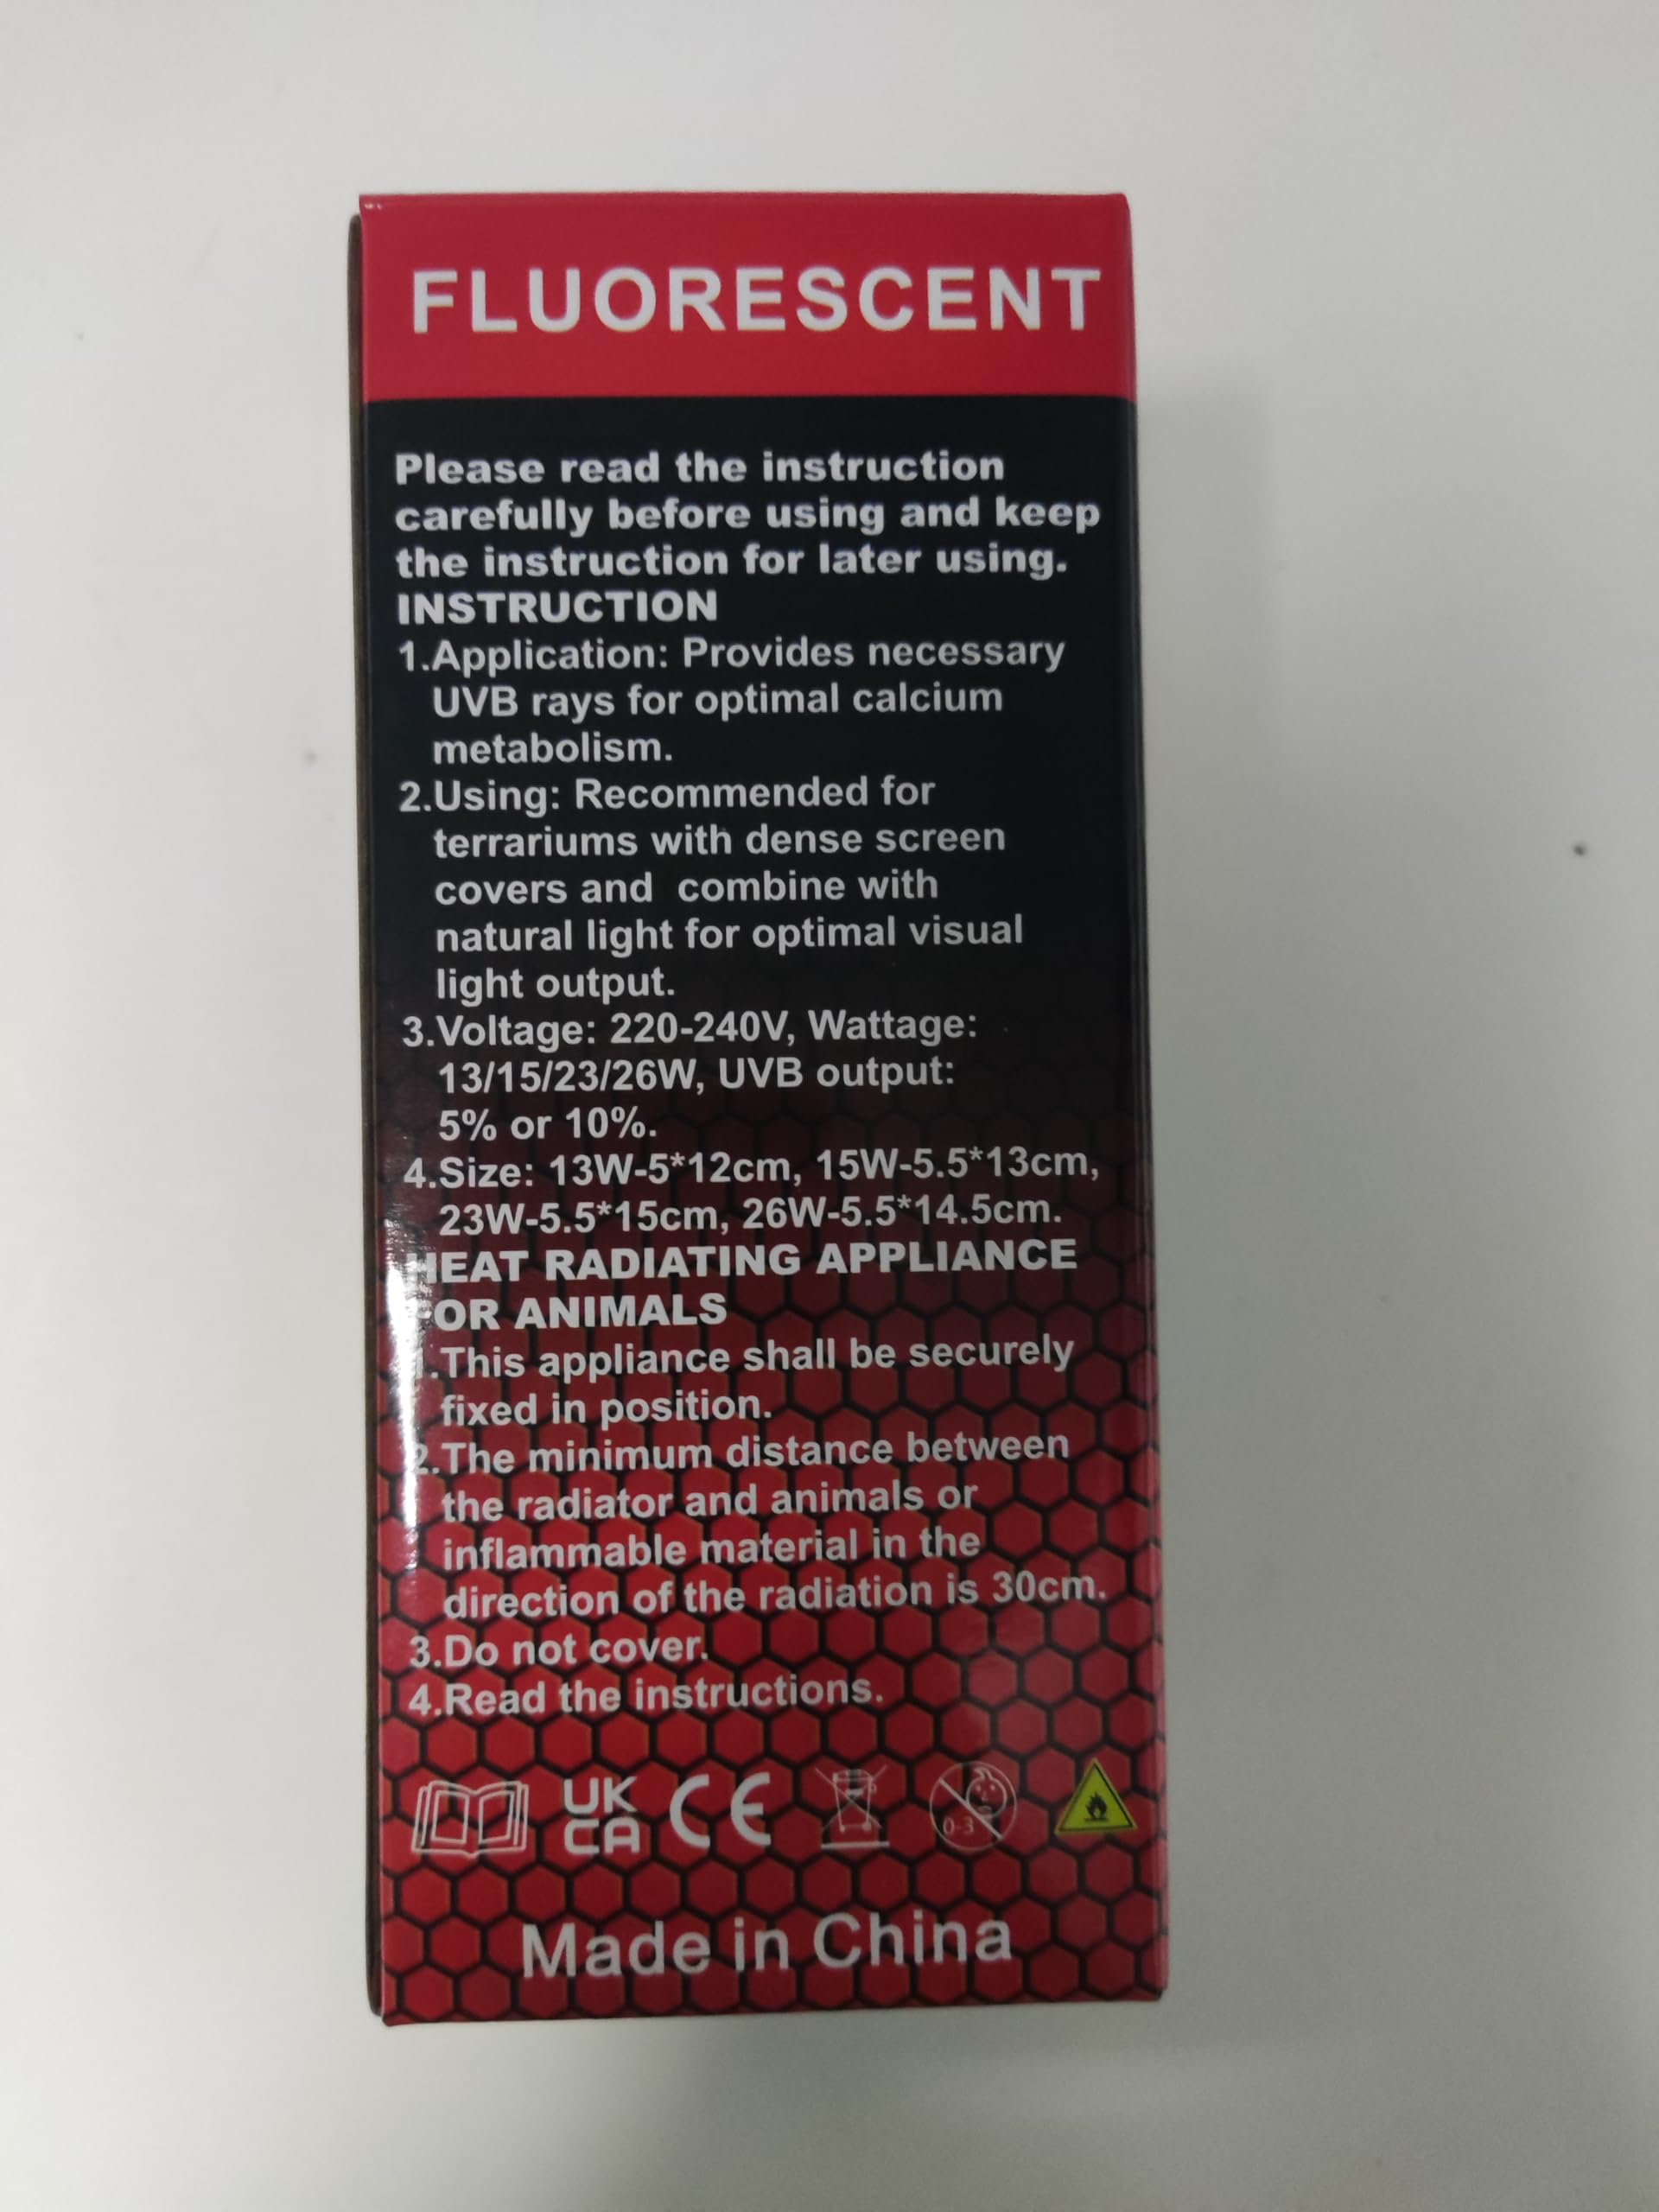 FLUORESCENT
Please read the instruction
carefully before using and keep
the instruction for later using.
INSTRUCTION
1.Application: Provides necessary
UVB rays for optimal calcium
metabolism.
2.Using: Recommended for
terrariums with dense screen
covers and combine with
natural light for optimal visual
light output.
3.Voltage: 220-240V, Wattage:
13/15/23/26W, UVB output:
5% or 10%.
4.Size: 13W-5*12cm, 15W-5.5*13cm,
23W-5.5*15cm, 26W-5.5*14.5cm.
HEAT RADIATING APPLIANCE
FOR ANIMALS
1.This appliance shall be securely
fixed in position.
2.The minimum distance between
the radiator and animals or
inflammable material in the
direction of the radiation is 30cm.
3.Do not cover.
4.Read the instructions.
UK
CA CE 0-3
Made in China